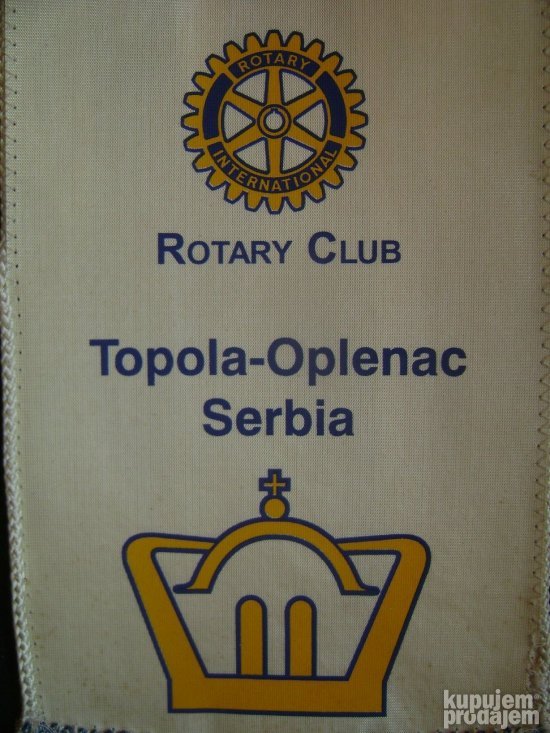 ROTARY
INTERNATIONAL
ROTARY CLUB
Topola-Oplenac
Serbia
kupujem
prodajem